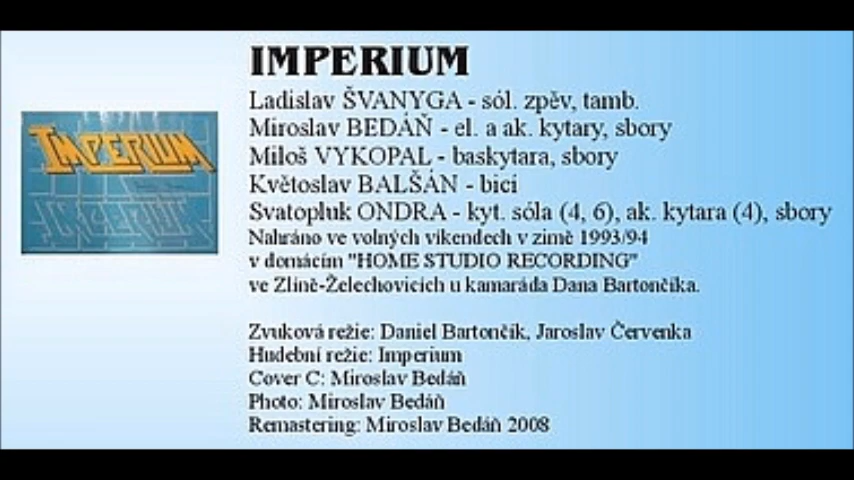 IMPERIUM
Ladislav ŠVANYGA - sól. zpěv, tamb.
Miroslav BEDÁŇ - el. a ak. kytary, sbory
Miloš VYKOPAL - baskytara, sbory
Květoslav BALŠÁN - bicí
Svatopluk ONDRA - kyt. sóla (4, 6), ak. kytara (4), sbory
IMPERIUM
IMPERIUM
Nahráno ve volných víkendech v zimě 1993/94
v domácím "HOME STUDIO RECORDING"
ve Zlíně-Želechovicích u kamaráda Dana Bartončíka.
Zvuková režie: Daniel Bartončík, Jaroslav Červenka
Hudební režie: Imperium
Cover C: Miroslav Bedáň
Photo: Miroslav Bedáň
Remastering: Miroslav Bedáň 2008